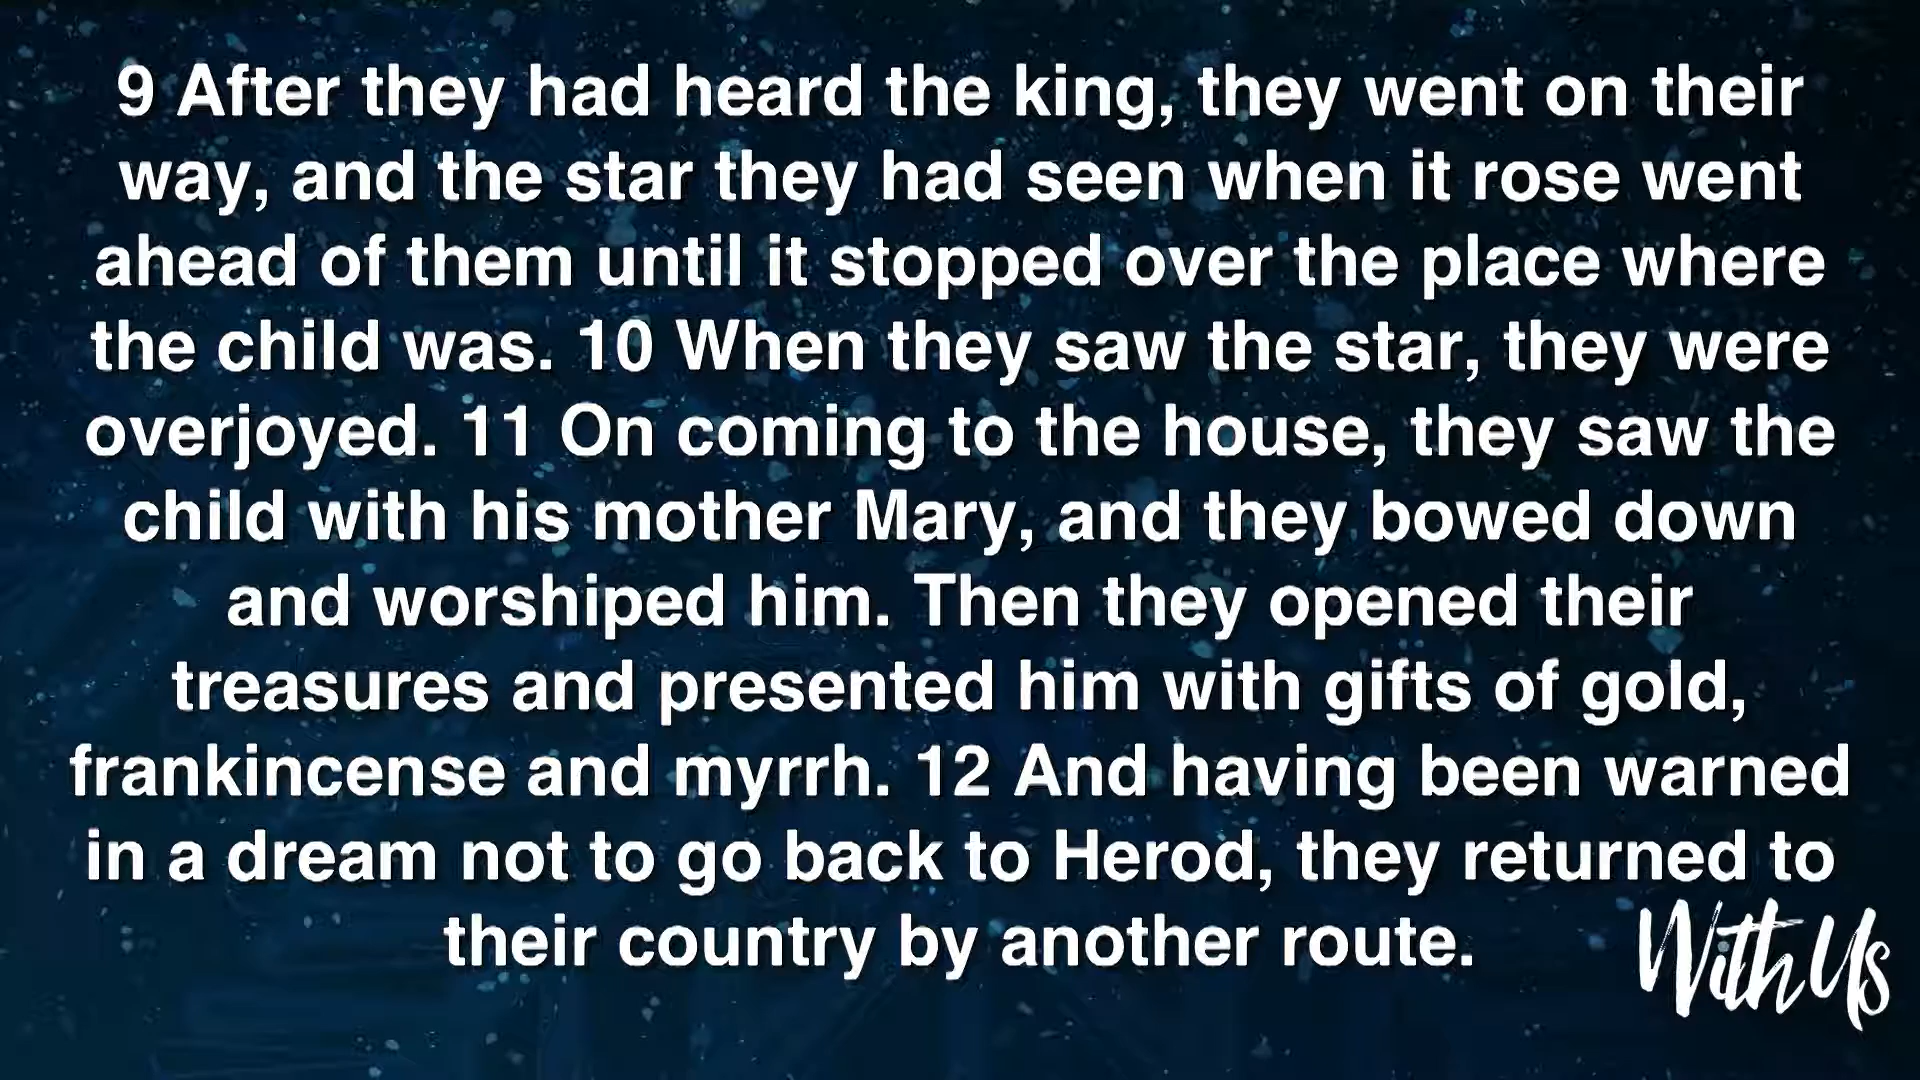 9 After they had heard the king, they went on their
way, and the star they had seen when it rose went
ahead of them until it stopped over the place where
the child was. 10 When they saw the star, they were
overjoyed. 11 On coming to the house, they saw the
child with his mother Mary, and they bowed down
and worshiped him. Then they opened their
treasures and presented him with gifts of gold,
frankincense and myrrh. 12 And having been warned
in a dream not to go back to Herod, they returned to
their country by another route.
With Us